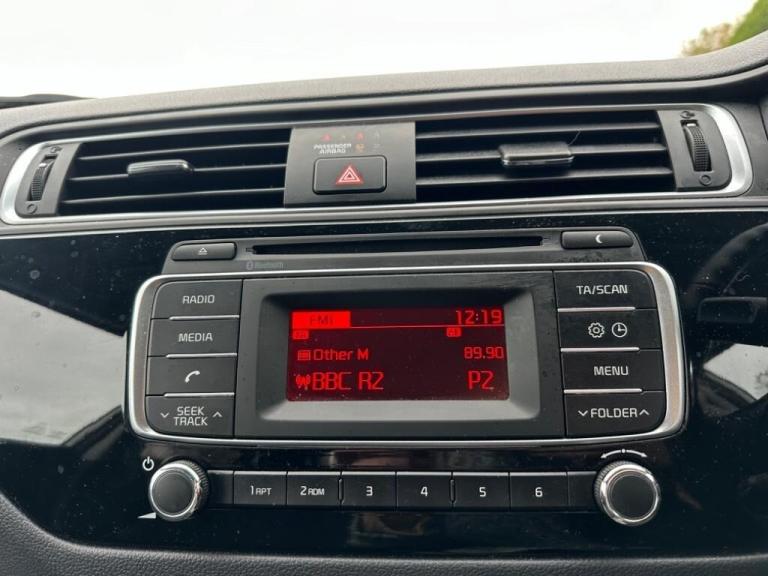 PASSENGER
AIRBAG
Bluetooth
RADIO
MEDIA
SEEK
TRACK
FM1 12:19
Other M 89.90
BBC R2 P2
TA/SCAN
MENU
FOLDER
1 RPT 2 RDM 3 4 5 6